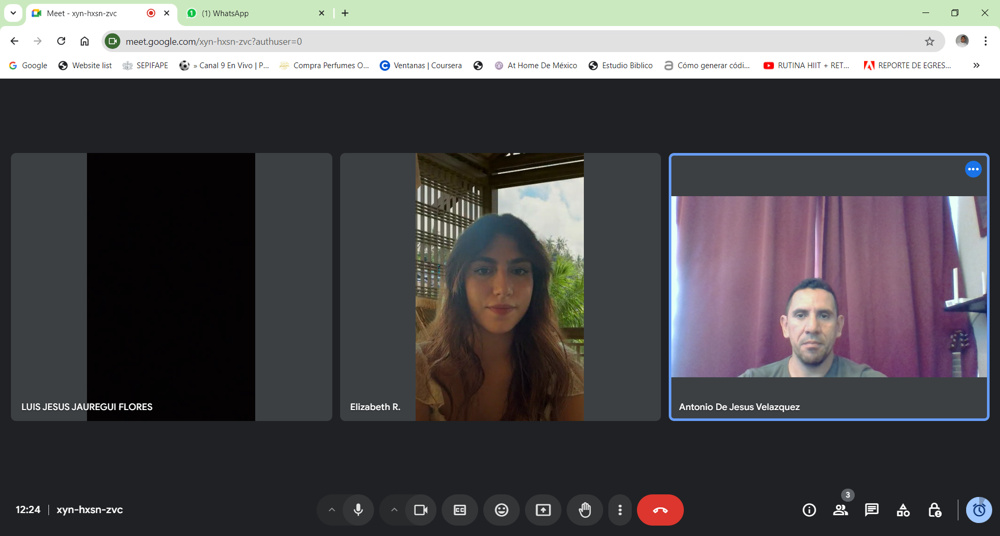 Meet - xyn-hxsn-zvc
1
(1) WhatsApp
meet.google.com/xyn-hxsn-zvc?authuser=0
Google
Website list
SEPIFAPE
» Canal 9 En Vivo | P...
Compra Perfumes O...
Ventanas | Coursera
At Home De México
Estudio Biblico
Cómo generar códi...
RUTINA HIIT + RET...
REPORTE DE EGRES...
LUIS JESUS JAUREGUI FLORES
Elizabeth R.
Antonio De Jesus Velazquez
12:24
xyn-hxsn-zvc
CC
3